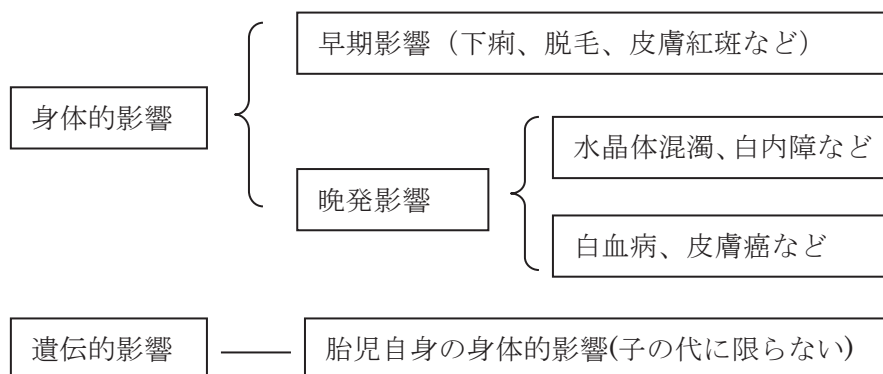 早期影響（下痢、脱毛、皮膚紅斑など）
身体的影響
水晶体混濁、白内障など
晩発影響
白血病、皮膚癌など
遺伝的影響
胎児自身の身体的影響(子の代に限らない)